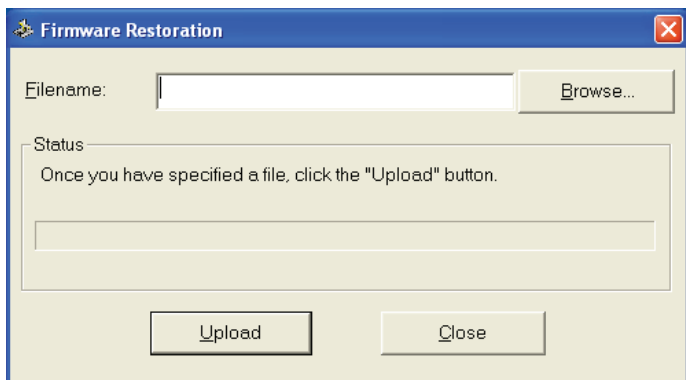 Firmware Restoration
Filename:
Browse...
Status
Once you have specified a file, click the "Upload" button.
Upload
Close